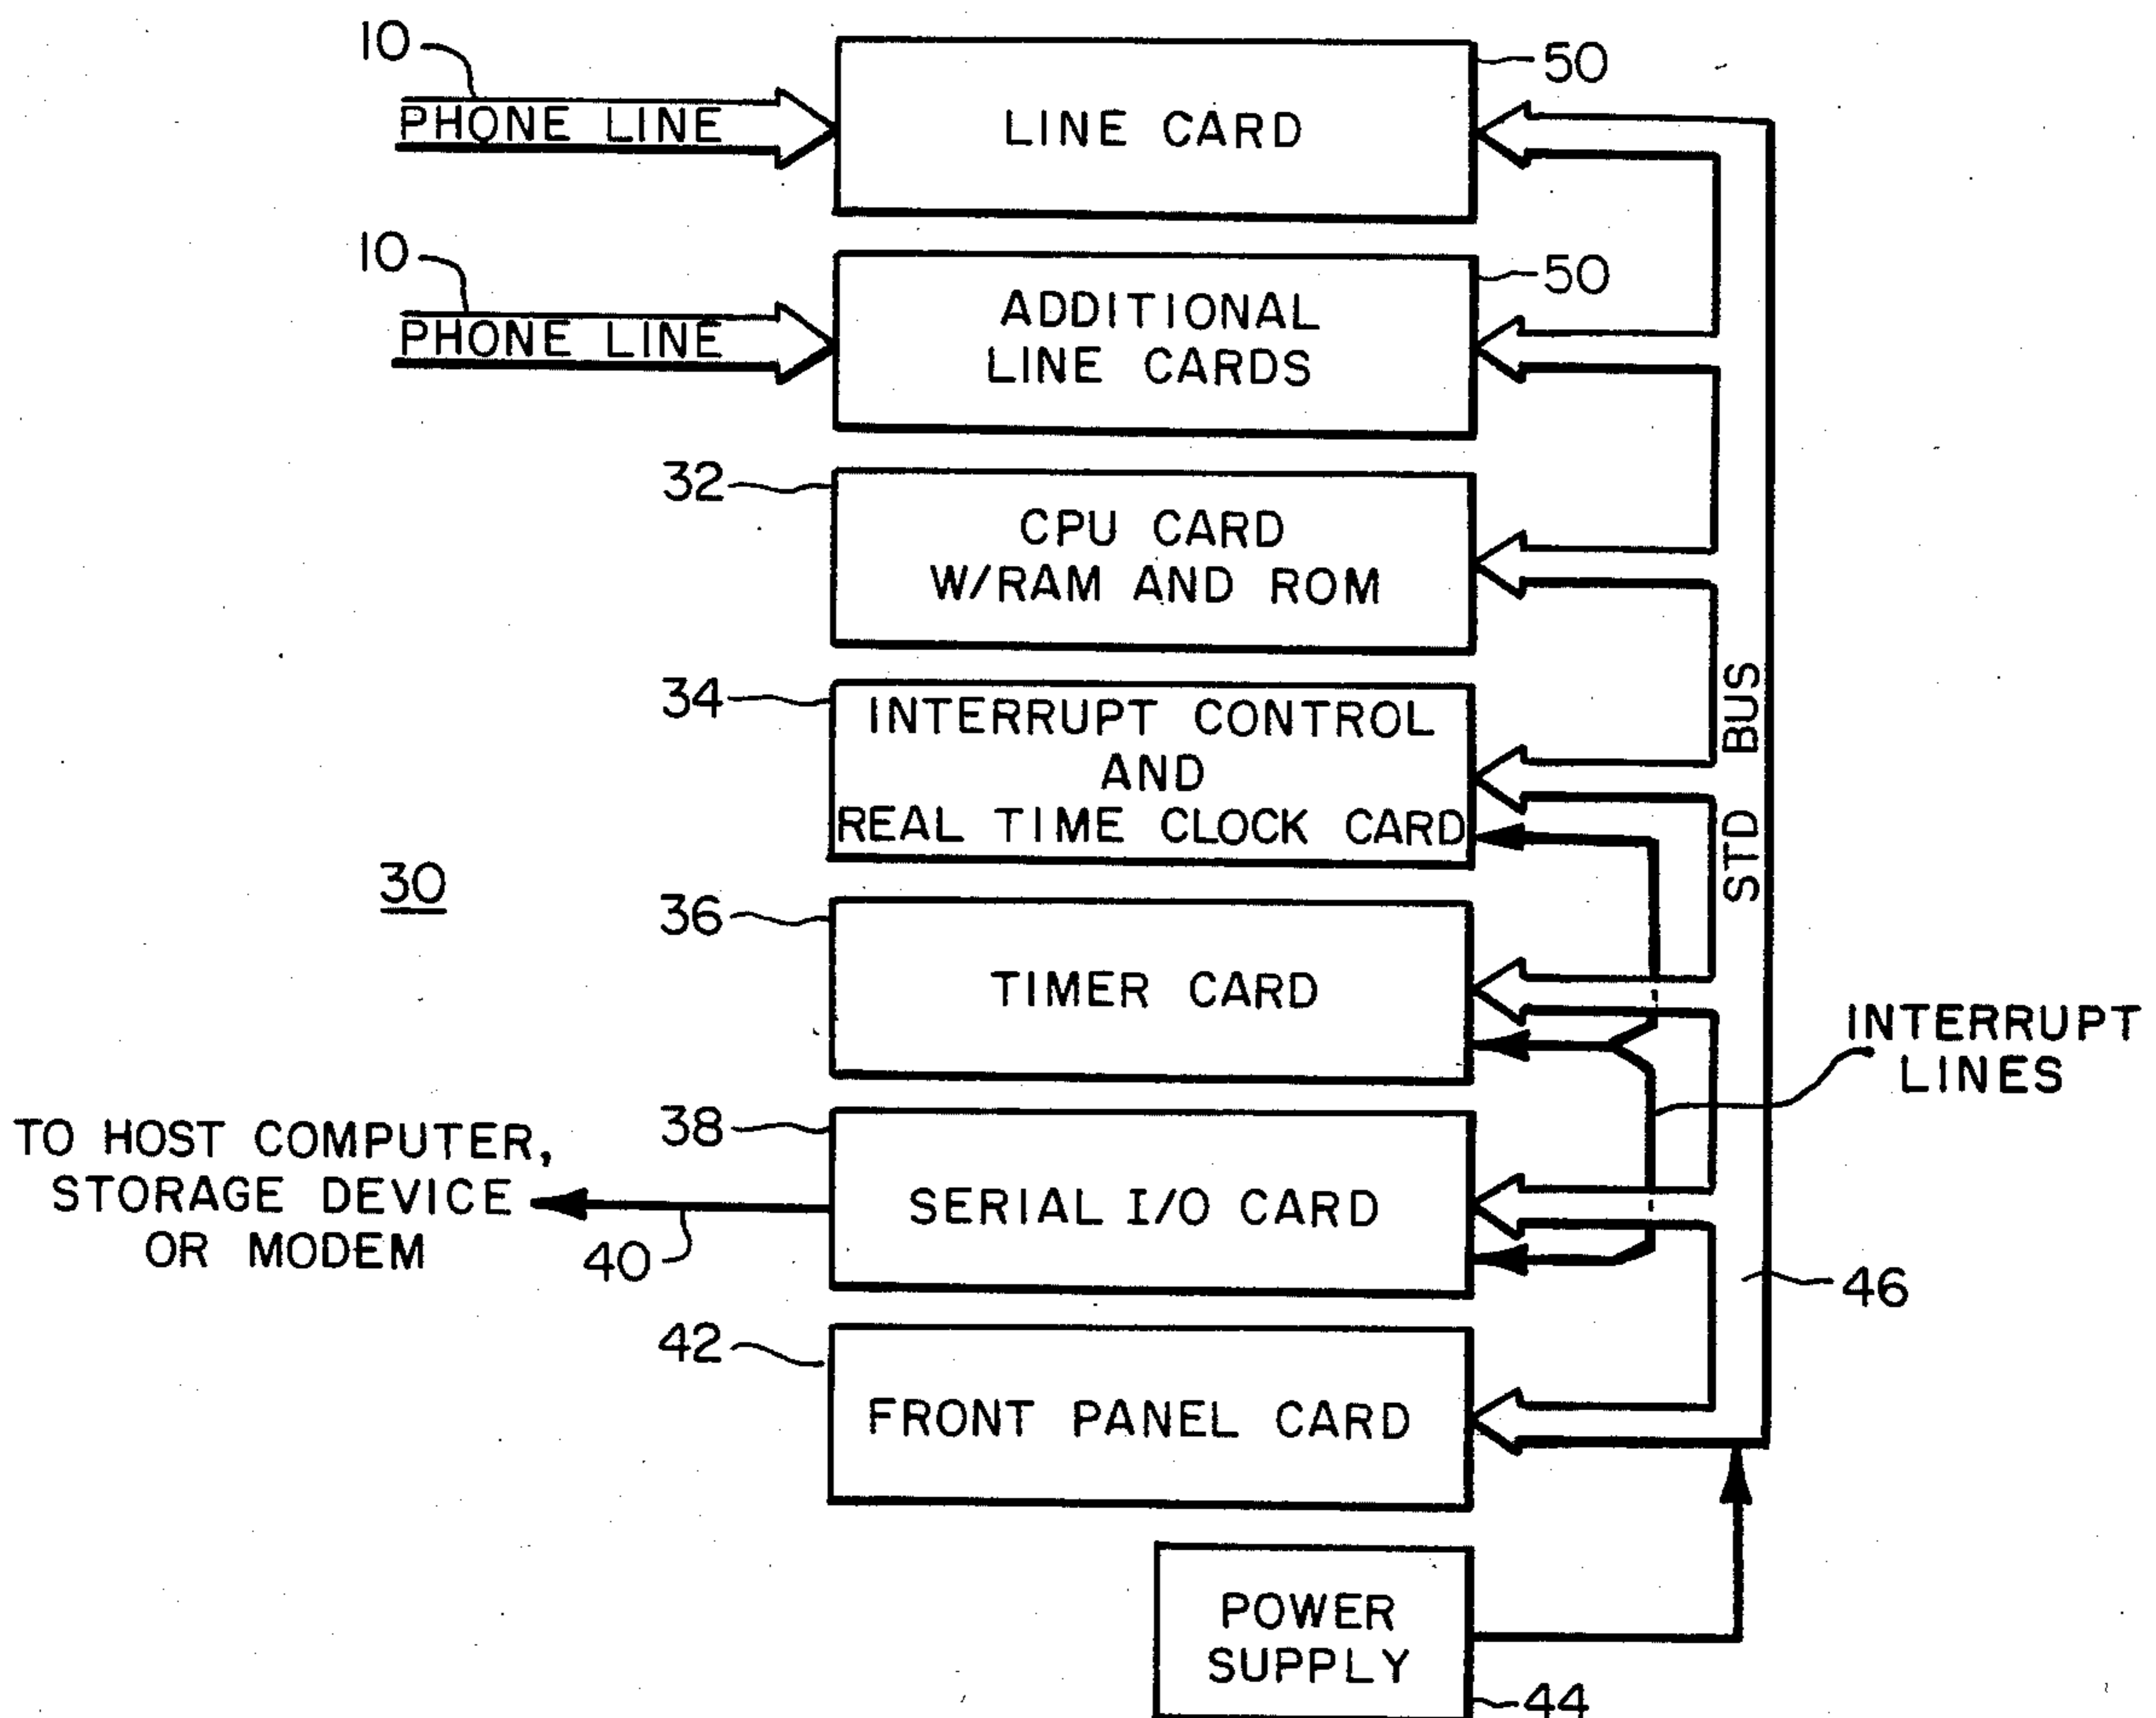 10
PHONE LINE
LINE CARD
50
10
PHONE LINE
ADDITIONAL
LINE CARDS
50
32
CPU CARD
W/RAM AND ROM
34
INTERRUPT CONTROL
AND
REAL TIME CLOCK CARD
STD BUS
30
36
TIMER CARD
INTERRUPT
LINES
TO HOST COMPUTER,
STORAGE DEVICE
OR MODEM
40
38
SERIAL I/O CARD
46
42
FRONT PANEL CARD
POWER
SUPPLY
44